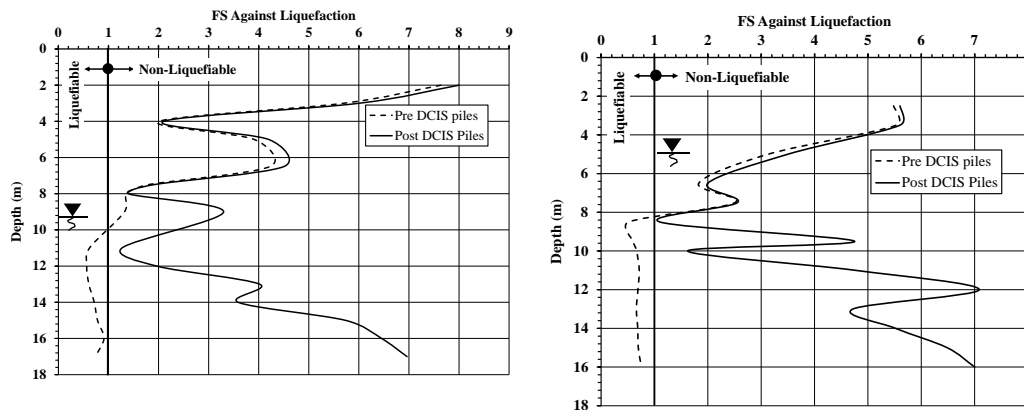 FS Against Liquefaction
0 1 2 3 4 5 6 7 8 9
0
2
4
6
8
10
12
14
16
18
Depth (m)
Liquefiable
Non-Liquefiable
Pre DCIS piles
Post DCIS Piles
FS Against Liquefaction
0 1 2 3 4 5 6 7
0
2
4
6
8
10
12
14
16
18
Depth (m)
Liquefiable
Non-Liquefiable
Pre DCIS piles
Post DCIS Piles